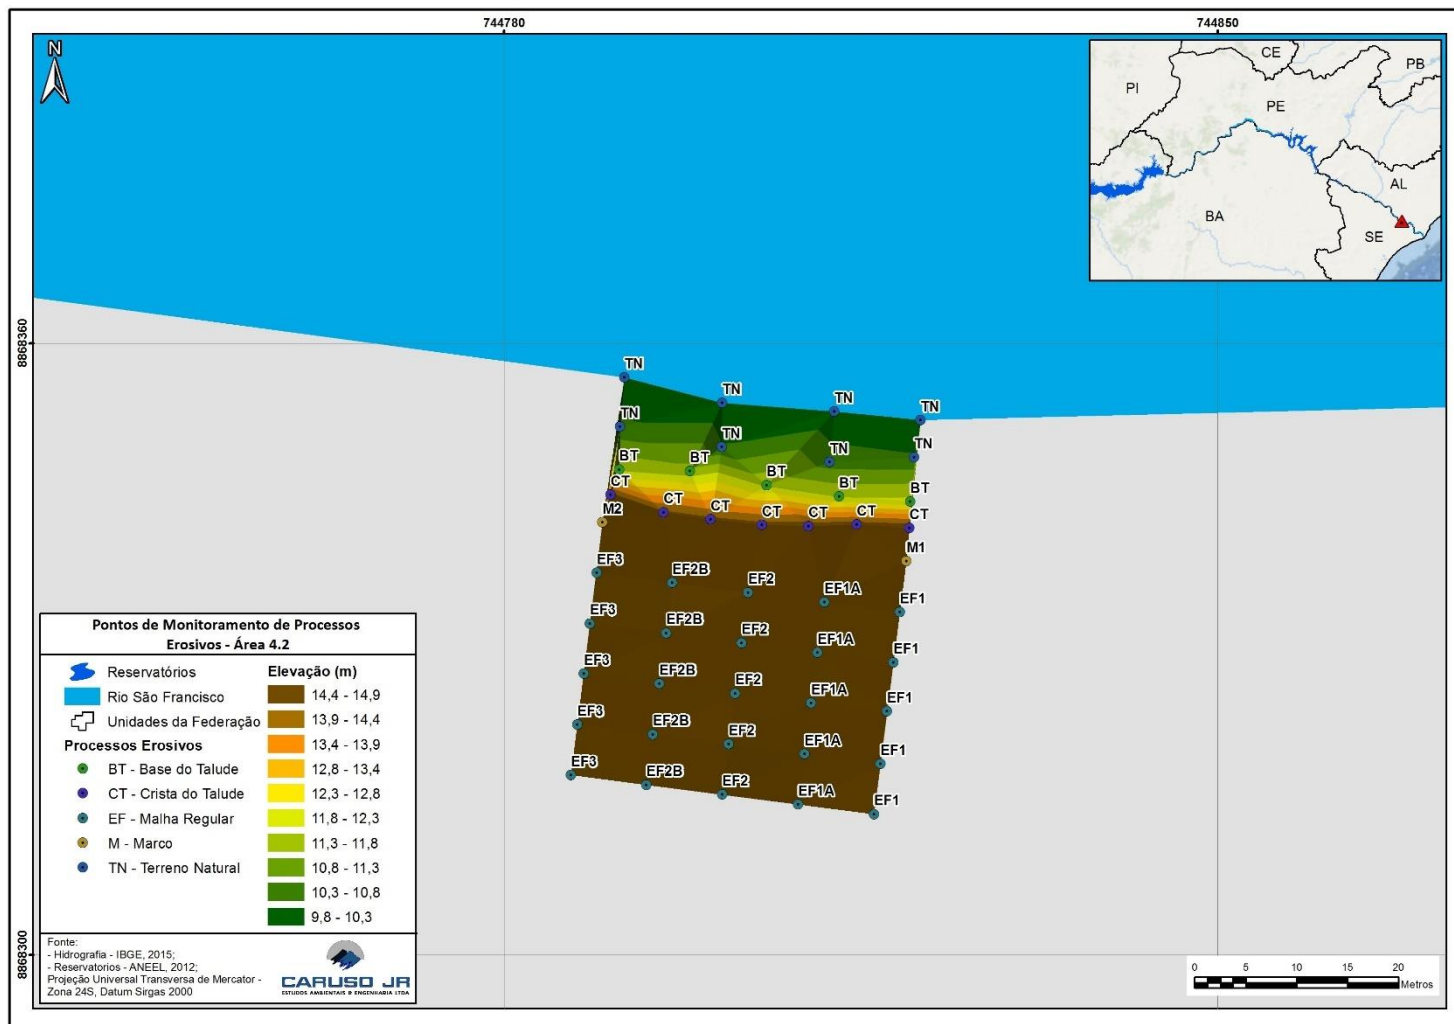 744780
744850
N
CE
PB
PI
PE
AL
BA
SE
8868360
TN
TN
TN
TN
TN
TN
TN
TN
BT
BT
BT
BT
BT
CT
CT
CT
CT
CT
CT
CT
M2
M1
EF3
EF2B
EF2
EF1A
EF1
EF3
EF2B
EF2
EF1A
EF1
EF3
EF2B
EF2
EF1A
EF1
EF3
EF2B
EF2
EF1A
EF1
EF3
EF2B
EF2
EF1A
EF1
Pontos de Monitoramento de Processos
Erosivos - Área 4.2
Reservatórios
Rio São Francisco
Unidades da Federação
Processos Erosivos
BT - Base do Talude
CT - Crista do Talude
EF - Malha Regular
M - Marco
TN - Terreno Natural
Elevação (m)
14,4 - 14,9
13,9 - 14,4
13,4 - 13,9
12,8 - 13,4
12,3 - 12,8
11,8 - 12,3
11,3 - 11,8
10,8 - 11,3
10,3 - 10,8
9,8 - 10,3
Fonte:
- Hidrografia - IBGE, 2015;
- Reservatorios - ANEEL, 2012;
Projeção Universal Transversa de Mercator -
Zona 24S, Datum Sirgas 2000
CARUSO JR
ESTUDOS AMBIENTAIS & ENGENHARIA LTDA
8868300
0 5 10 15 20
Metros